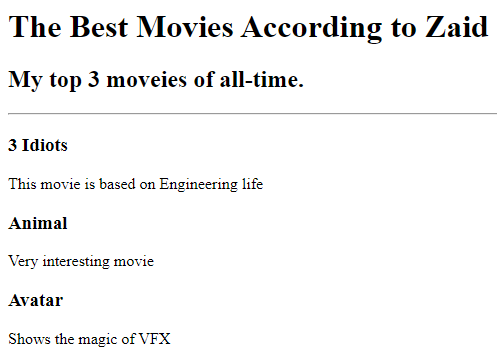 The Best Movies According to Zaid
My top 3 moveies of all-time.
3 Idiots
This movie is based on Engineering life
Animal
Very interesting movie
Avatar
Shows the magic of VFX